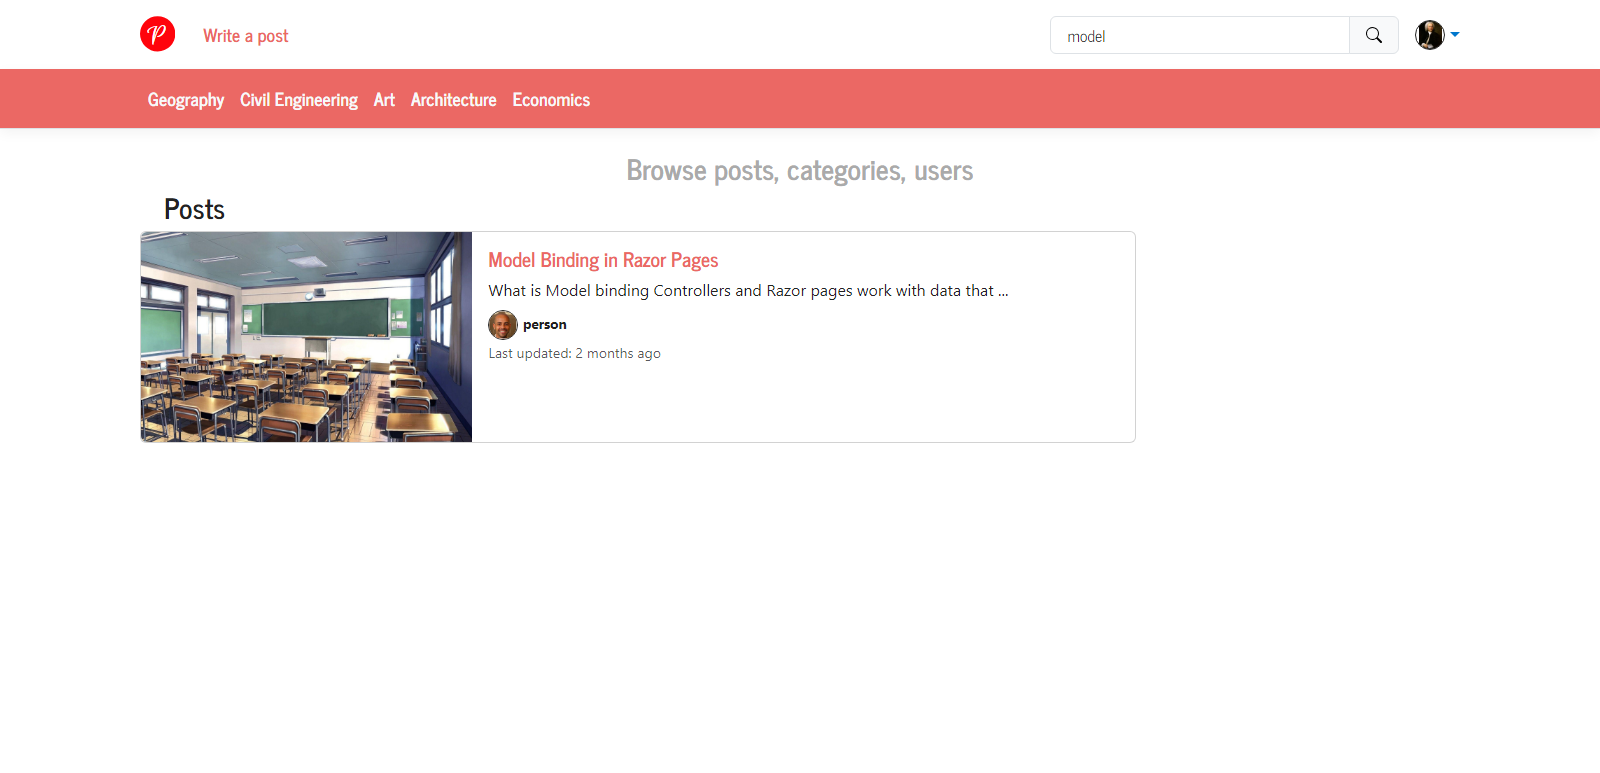 P
Write a post
model
Geography Civil Engineering Art Architecture Economics
Browse posts, categories, users
Posts
Model Binding in Razor Pages
What is Model binding Controllers and Razor pages work with data that ...
person
Last updated: 2 months ago